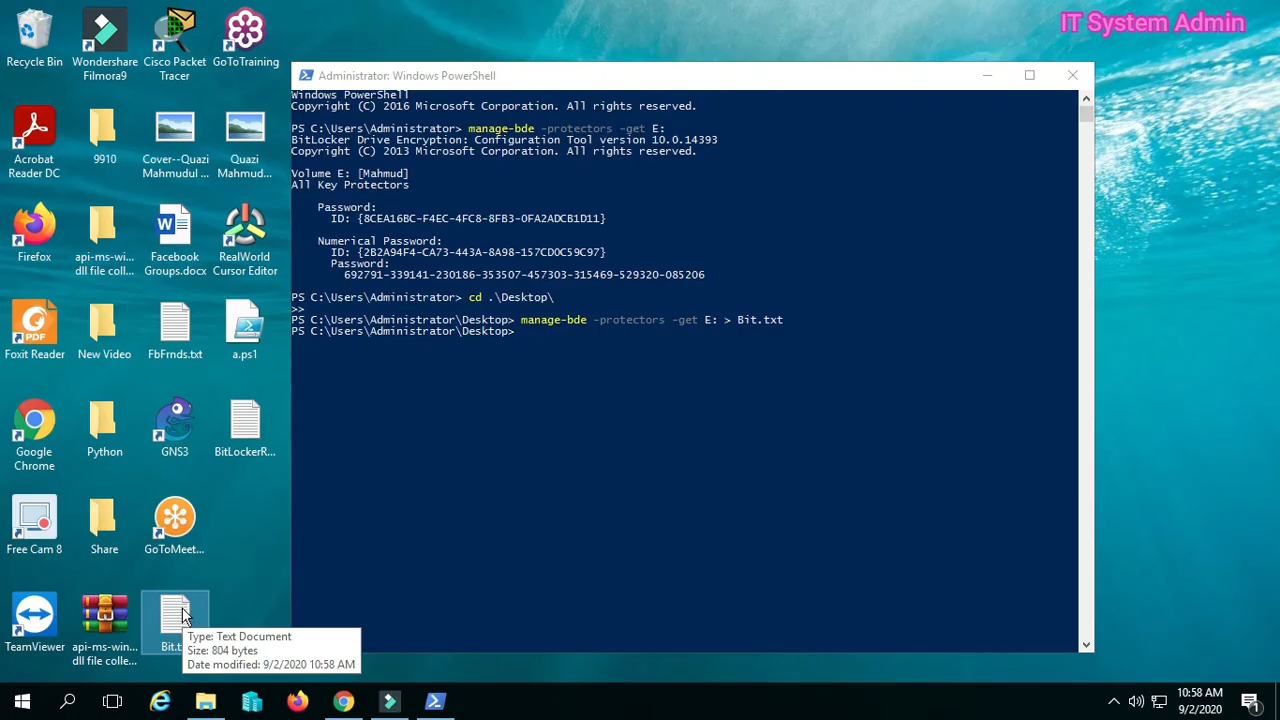 IT System Admin
Recycle Bin
Wondershare
Filmora9
Cisco Packet
Tracer
GoToTraining
Acrobat
Reader DC
9910
Cover--Quazi
Mahmudul ...
Quazi
Mahmud...
Firefox
api-ms-win...
dll file coll...
Facebook
Groups.docx
RealWorld
Cursor Editor
Foxit Reader
New Video
FbFrnds.txt
a.ps1
Google
Chrome
Python
GNS3
BitLockerR...
Free Cam 8
Share
GoToMeet...
TeamViewer
api-ms-win...
dll file colle...
Bit.t
Type: Text Document
Size: 804 bytes
Date modified: 9/2/2020 10:58 AM
Administrator: Windows PowerShell
Windows PowerShell
Copyright (C) 2016 Microsoft Corporation. All rights reserved.
PS C:\Users\Administrator> manage-bde -protectors -get E:
BitLocker Drive Encryption: Configuration Tool version 10.0.14393
Copyright (C) 2013 Microsoft Corporation. All rights reserved.
Volume E: [Mahmud]
All Key Protectors
Password:
ID: {8CEA16BC-F4EC-4FC8-8FB3-0FA2ADCB1D11}
Numerical Password:
ID: {2B2A94F4-CA73-443A-8A98-157CD0C59C97}
Password:
692791-339141-230186-353507-457303-315469-529320-085206
PS C:\Users\Administrator> cd .\Desktop\
>>
PS C:\Users\Administrator\Desktop> manage-bde -protectors -get E: > Bit.txt
PS C:\Users\Administrator\Desktop>
10:58 AM
9/2/2020
1